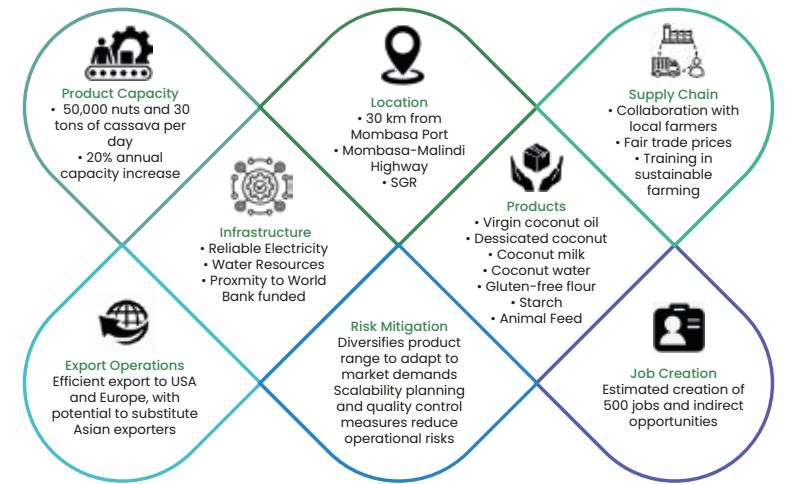 Product Capacity
• 50,000 nuts and 30
tons of cassava per
day
• 20% annual
capacity increase
Location
• 30 km from
Mombasa Port
• Mombasa-Malindi
Highway
• SGR
Supply Chain
• Collaboration with
local farmers
• Fair trade prices
• Training in
sustainable
farming
Infrastructure
• Reliable Electricity
• Water Resources
• Proxmity to World
Bank funded
Products
• Virgin coconut oil
• Dessicated coconut
• Coconut milk
• Coconut water
• Gluten-free flour
• Starch
• Animal Feed
Export Operations
Efficient export to USA
and Europe, with
potential to substitute
Asian exporters
Risk Mitigation
Diversifies product
range to adapt to
market demands
Scalability planning
and quality control
measures reduce
operational risks
Job Creation
Estimated creation of
500 jobs and indirect
opportunities